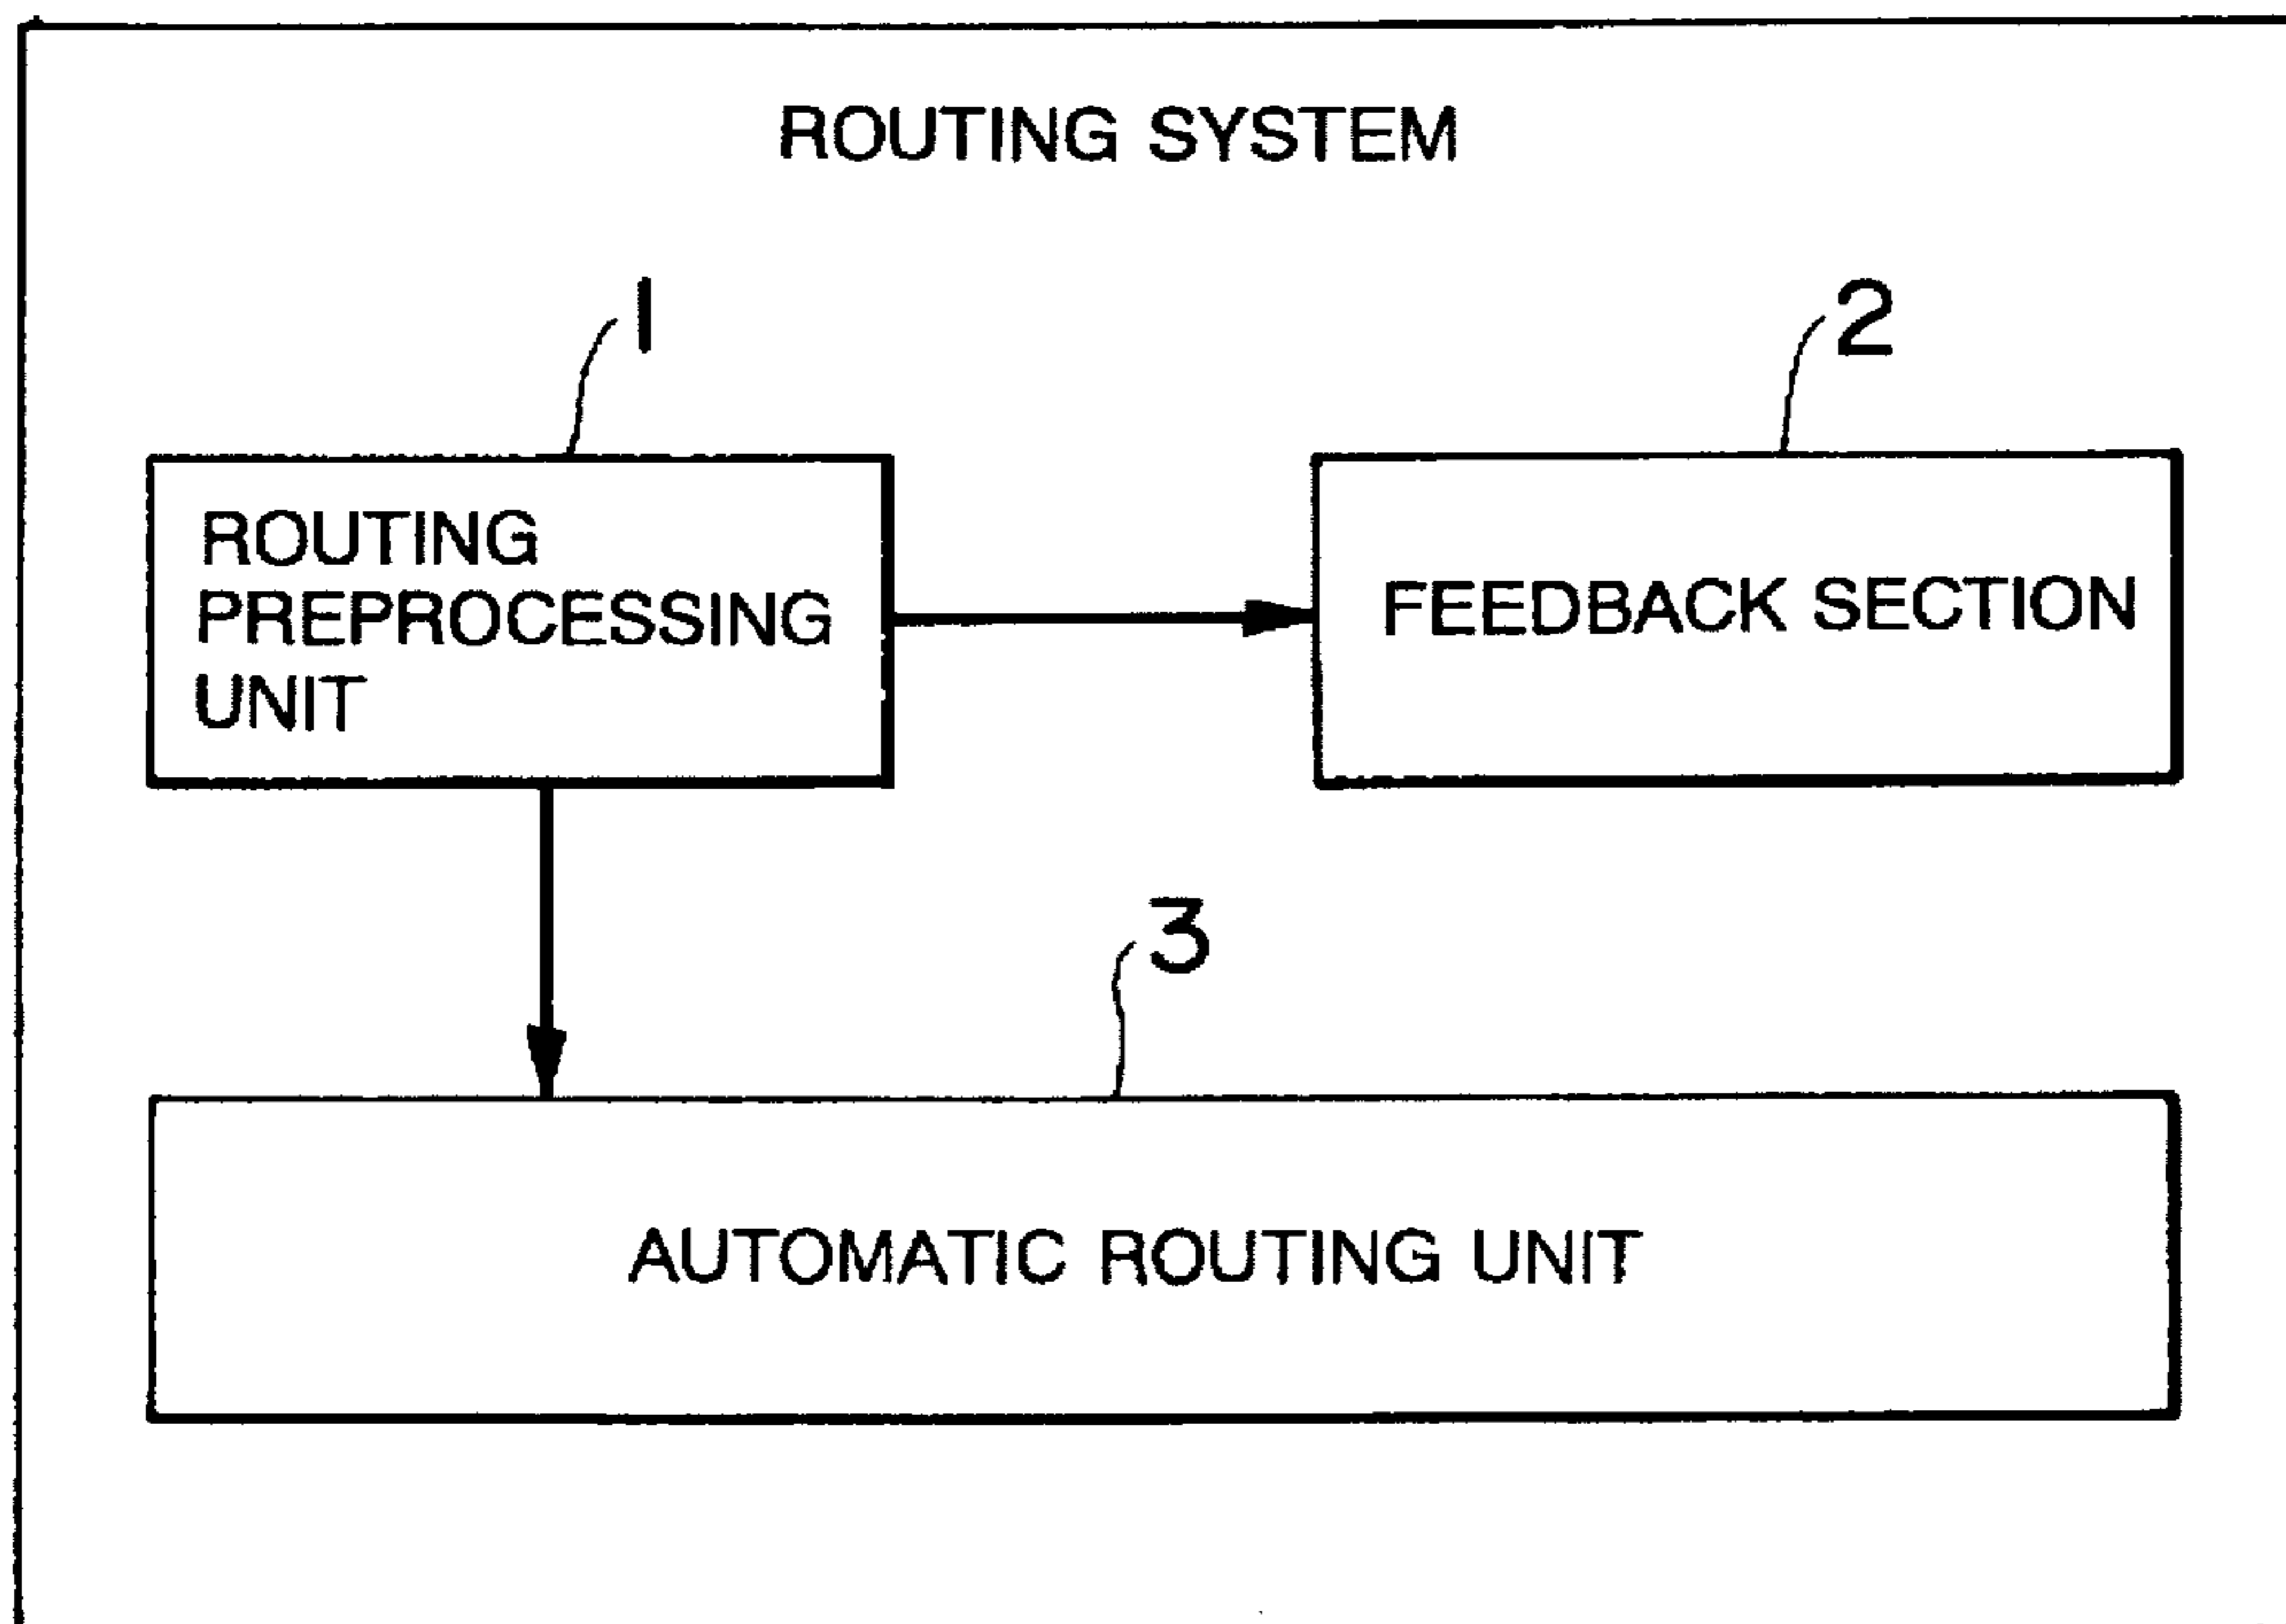 ROUTING SYSTEM
1
2
ROUTING
PREPROCESSING
UNIT
FEEDBACK SECTION
3
AUTOMATIC ROUTING UNIT